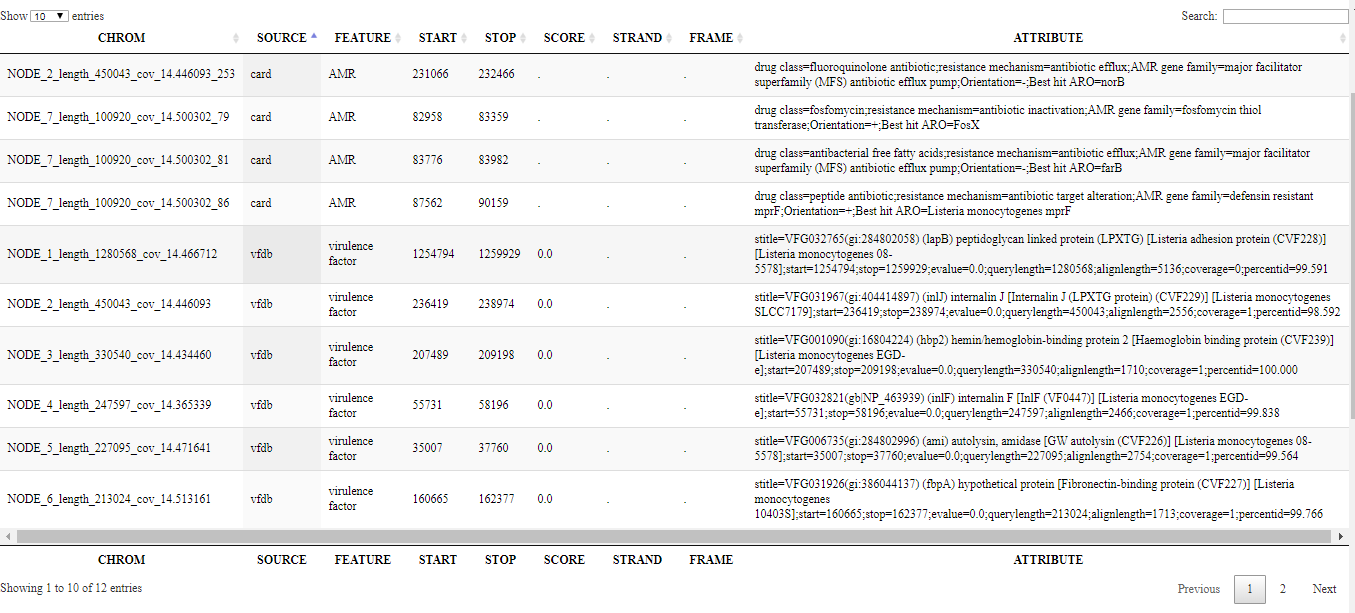 Show 10 entries Search:
CHROM SOURCE FEATURE START STOP SCORE STRAND FRAME ATTRIBUTE
NODE_2_length_450043_cov_14.446093_253 card AMR 231066 232466 . . . drug class=fluoroquinolone antibiotic;resistance mechanism=antibiotic efflux;AMR gene family=major facilitator
superfamily (MFS) antibiotic efflux pump;Orientation=-;Best hit ARO=norB
NODE_7_length_100920_cov_14.500302_79 card AMR 82958 83359 . . . drug class=fosfomycin;resistance mechanism=antibiotic inactivation;AMR gene family=fosfomycin thiol
transferase;Orientation=+;Best hit ARO=FosX
NODE_7_length_100920_cov_14.500302_81 card AMR 83776 83982 . . . drug class=antibacterial free fatty acids;resistance mechanism=antibiotic efflux;AMR gene family=major facilitator
superfamily (MFS) antibiotic efflux pump;Orientation=-;Best hit ARO=farB
NODE_7_length_100920_cov_14.500302_86 card AMR 87562 90159 . . . drug class=peptide antibiotic;resistance mechanism=antibiotic target alteration;AMR gene family=defensin resistant
mprF;Orientation=+;Best hit ARO=Listeria monocytogenes mprF
NODE_1_length_1280568_cov_14.466712 vfdb virulence factor 1254794 1259929 0.0 . . stitle=VFG032765(gi:284802058) (lapB) peptidoglycan linked protein (LPXTG) [Listeria adhesion protein (CVF228)]
[Listeria monocytogenes 08-
5578];start=1254794;stop=1259929;evalue=0.0;querylength=1280568;alignlength=5136;coverage=0;percentid=99.591
NODE_2_length_450043_cov_14.446093 vfdb virulence factor 236419 238974 0.0 . . stitle=VFG031967(gi:404414897) (inlJ) internalin J [Internalin J (LPXTG protein) (CVF229)] [Listeria monocytogenes
SLCC7179];start=236419;stop=238974;evalue=0.0;querylength=450043;alignlength=2556;coverage=1;percentid=98.592
NODE_3_length_330540_cov_14.434460 vfdb virulence factor 207489 209198 0.0 . . stitle=VFG001090(gi:16804224) (hbp2) hemin/hemoglobin-binding protein 2 [Haemoglobin binding protein (CVF239)]
[Listeria monocytogenes EGD-
e];start=207489;stop=209198;evalue=0.0;querylength=330540;alignlength=1710;coverage=1;percentid=100.000
NODE_4_length_247597_cov_14.365339 vfdb virulence factor 55731 58196 0.0 . . stitle=VFG032821(gb|NP_463939) (inlF) internalin F [InlF (VF0447)] [Listeria monocytogenes EGD-
e];start=55731;stop=58196;evalue=0.0;querylength=247597;alignlength=2466;coverage=1;percentid=99.838
NODE_5_length_227095_cov_14.471641 vfdb virulence factor 35007 37760 0.0 . . stitle=VFG006735(gi:284802996) (ami) autolysin, amidase [GW autolysin (CVF226)] [Listeria monocytogenes 08-
5578];start=35007;stop=37760;evalue=0.0;querylength=227095;alignlength=2754;coverage=1;percentid=99.564
NODE_6_length_213024_cov_14.513161 vfdb virulence factor 160665 162377 0.0 . . stitle=VFG031926(gi:386044137) (fbpA) hypothetical protein [Fibronectin-binding protein (CVF227)] [Listeria
monocytogenes
10403S];start=160665;stop=162377;evalue=0.0;querylength=213024;alignlength=1713;coverage=1;percentid=99.766
CHROM SOURCE FEATURE START STOP SCORE STRAND FRAME ATTRIBUTE
Showing 1 to 10 of 12 entries Previous 1 2 Next